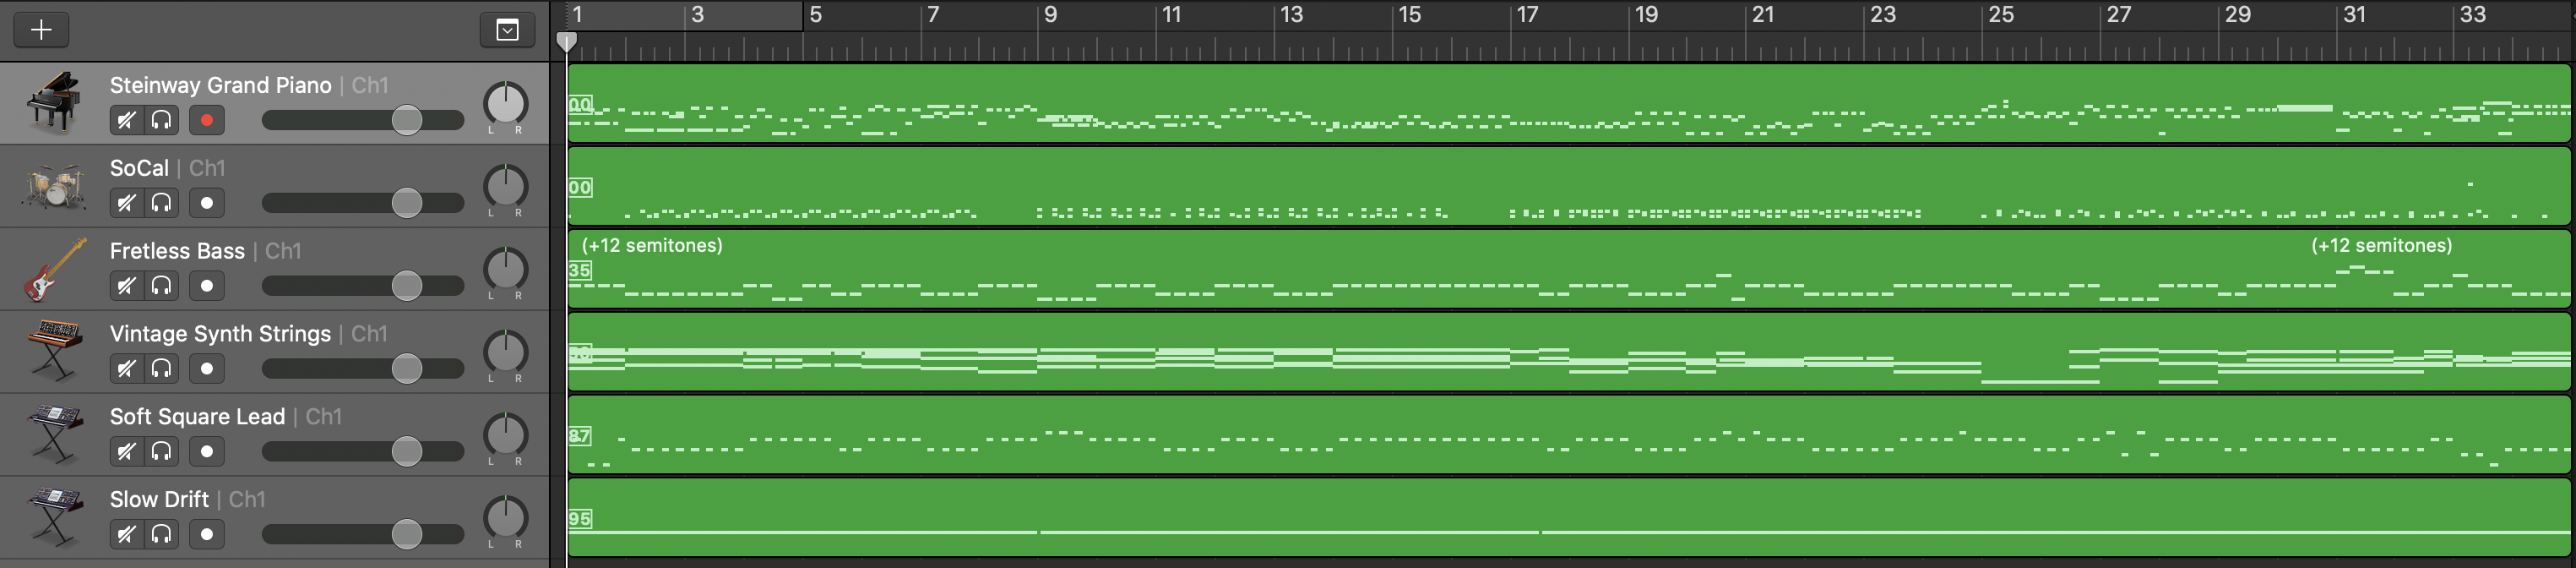 1 3 5 7 9 11 13 15 17 19 21 23 25 27 29 31 33
Steinway Grand Piano | Ch1
L R
00
SoCal | Ch1
L R
00
Fretless Bass | Ch1
L R
(+12 semitones) (+12 semitones)
35
Vintage Synth Strings | Ch1
L R
Soft Square Lead | Ch1
L R
87
Slow Drift | Ch1
L R
95